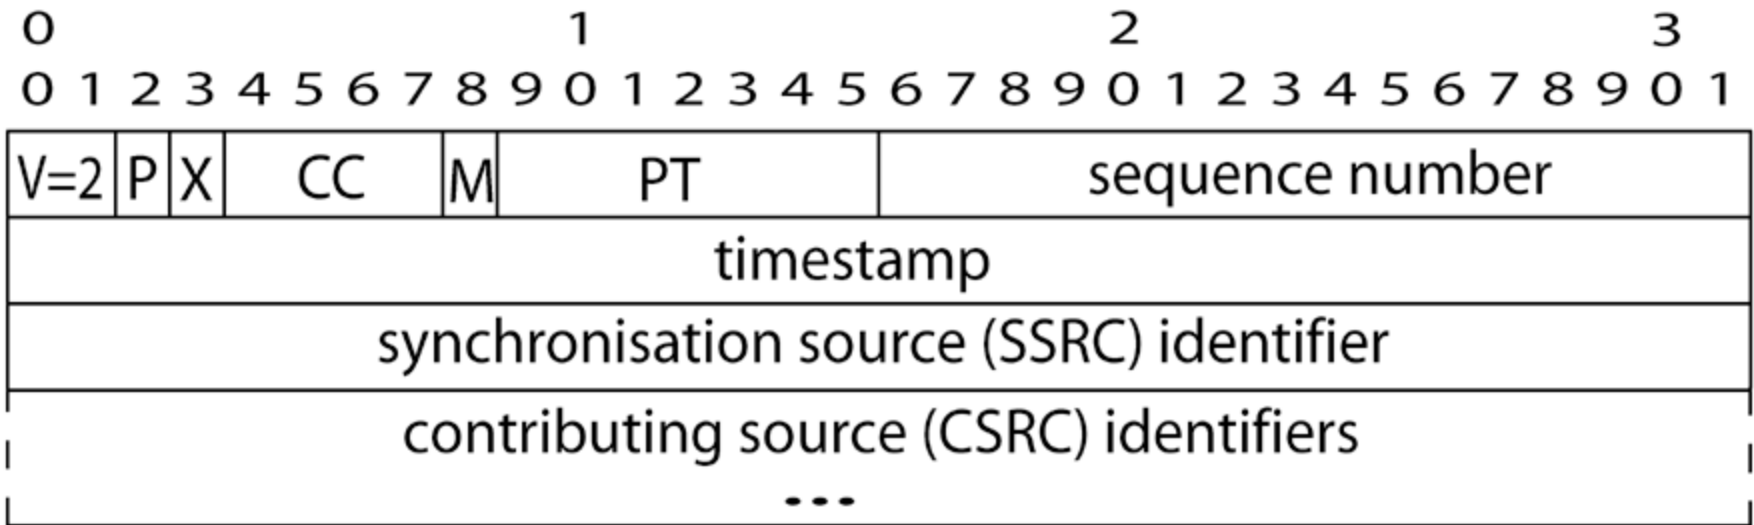 0 1 2 3
0 1 2 3 4 5 6 7 8 9 0 1 2 3 4 5 6 7 8 9 0 1 2 3 4 5 6 7 8 9 0 1
V=2 P X CC M PT sequence number
timestamp
synchronisation source (SSRC) identifier
contributing source (CSRC) identifiers
...